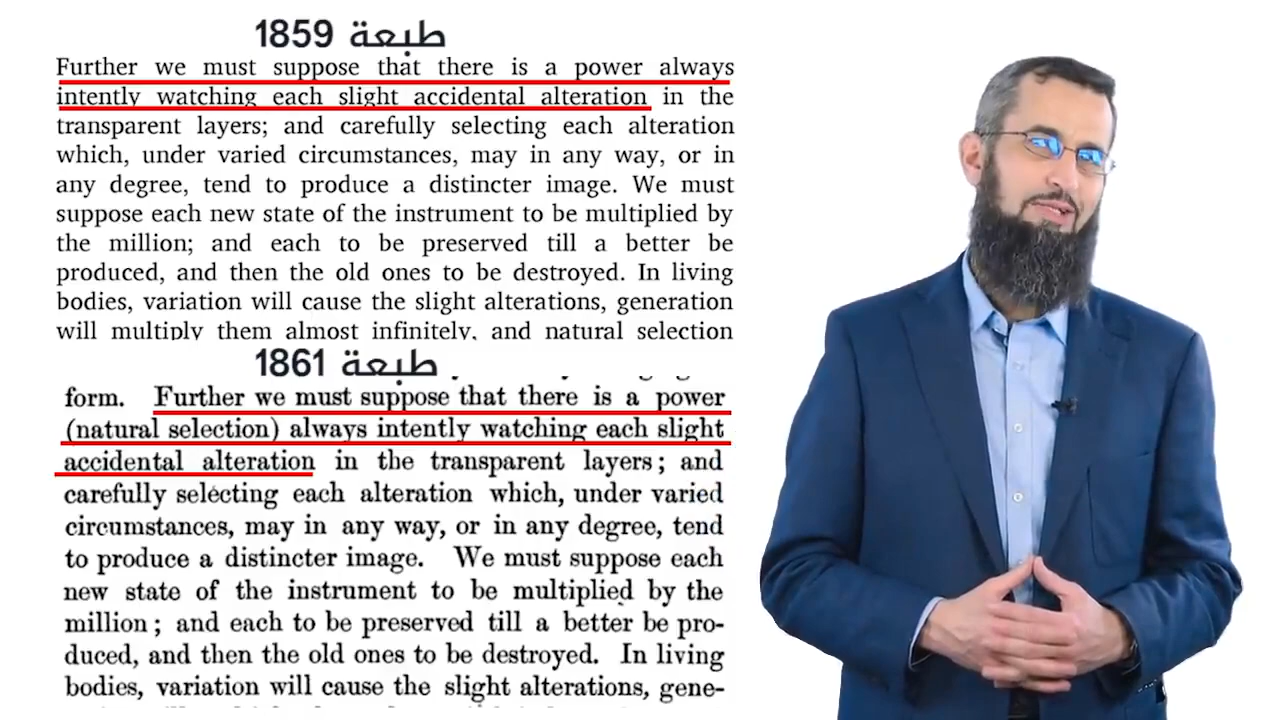 طبعة 1859
Further we must suppose that there is a power always
intently watching each slight accidental alteration in the
transparent layers; and carefully selecting each alteration
which, under varied circumstances, may in any way, or in
any degree, tend to produce a distincter image. We must
suppose each new state of the instrument to be multiplied by
the million; and each to be preserved till a better be
produced, and then the old ones to be destroyed. In living
bodies, variation will cause the slight alterations, generation
will multiply them almost infinitely, and natural selection
طبعة 1861
form. Further we must suppose that there is a power
(natural selection) always intently watching each slight
accidental alteration in the transparent layers; and
carefully selecting each alteration which, under varied
circumstances, may in any way, or in any degree, tend
to produce a distincter image. We must suppose each
new state of the instrument to be multiplied by the
million; and each to be preserved till a better be pro-
duced, and then the old ones to be destroyed. In living
bodies, variation will cause the slight alterations, gene-